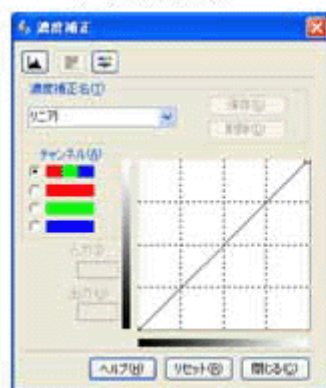 濃度補正
濃度補正名(T)
リニア
保存(S)
削除(D)
チャンネル(A)
入力(I)
出力(U)
ヘルプ(H)
リセット(R)
閉じる(C)